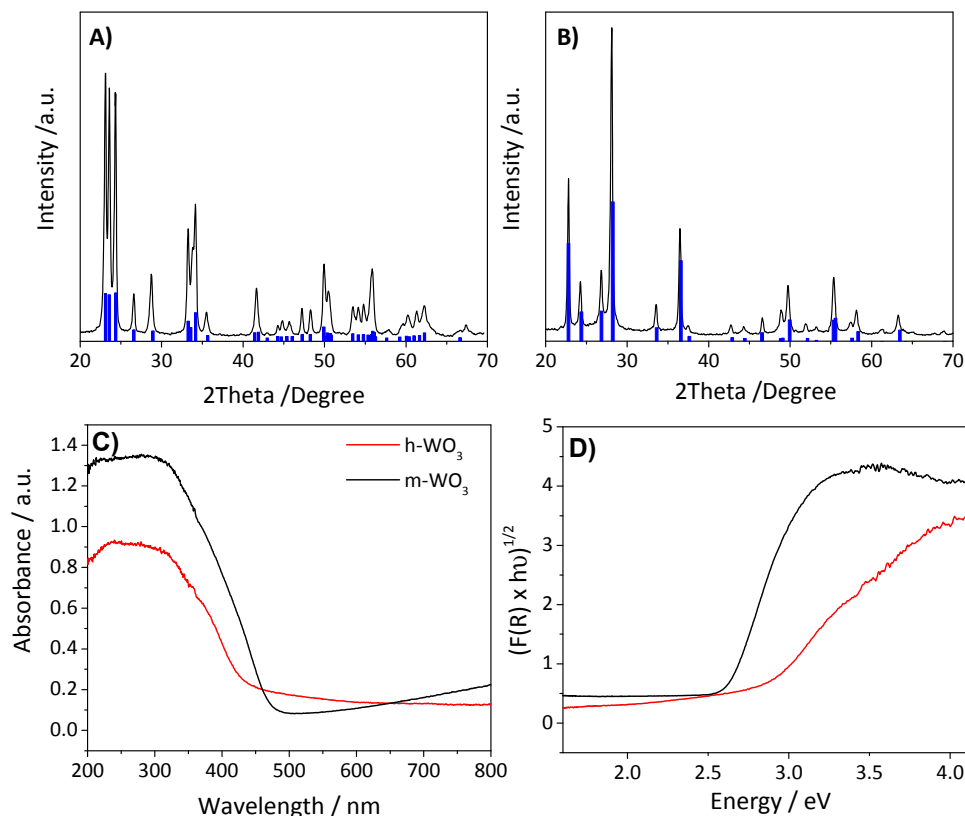 A)
Intensity /a.u.
20 30 40 50 60 70
2Theta /Degree
B)
Intensity /a.u.
20 30 40 50 60 70
2Theta /Degree
C)
h-WO₃
m-WO₃
Absorbance / a.u.
1.4
1.2
1.0
0.8
0.6
0.4
0.2
0.0
200 300 400 500 600 700 800
Wavelength / nm
D)
(F(R) x hυ)^1/2
5
4
3
2
1
0
2.0 2.5 3.0 3.5 4.0
Energy / eV